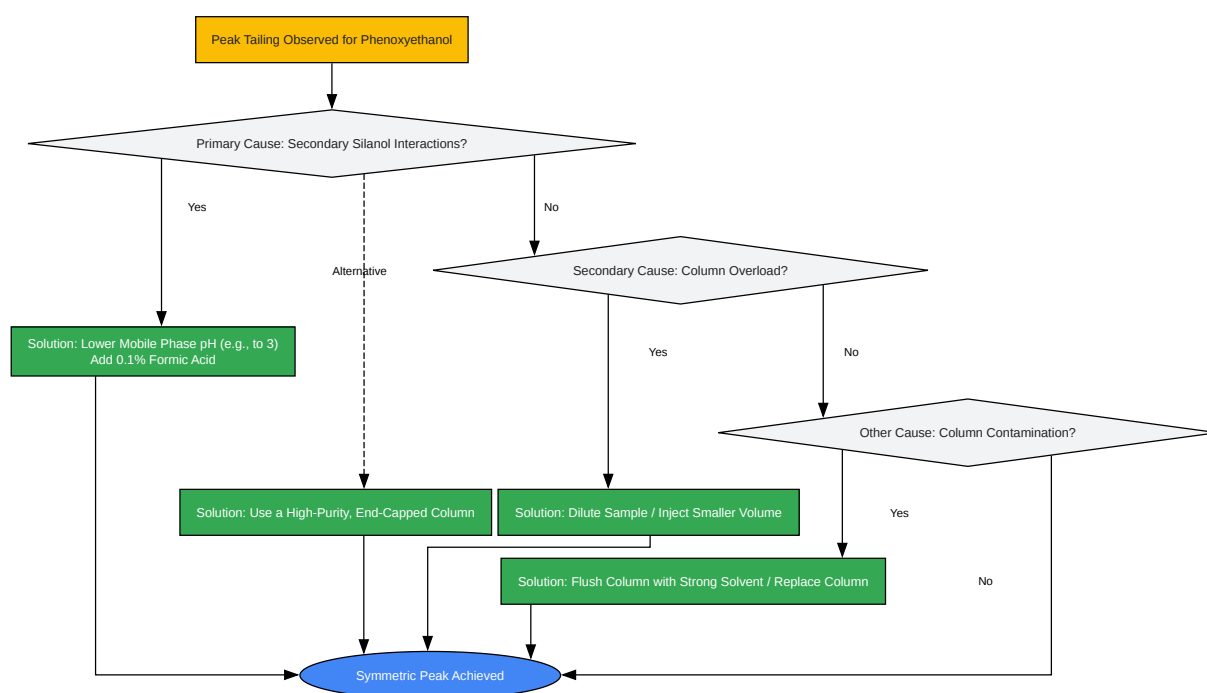 Peak Tailing Observed for Phenoxyethanol
Primary Cause: Secondary Silanol Interactions?
Yes
No
Alternative
Secondary Cause: Column Overload?
Solution: Lower Mobile Phase pH (e.g., to 3)
Add 0.1% Formic Acid
Yes
No
Other Cause: Column Contamination?
Solution: Use a High-Purity, End-Capped Column
Solution: Dilute Sample / Inject Smaller Volume
Yes
Solution: Flush Column with Strong Solvent / Replace Column
No
Symmetric Peak Achieved